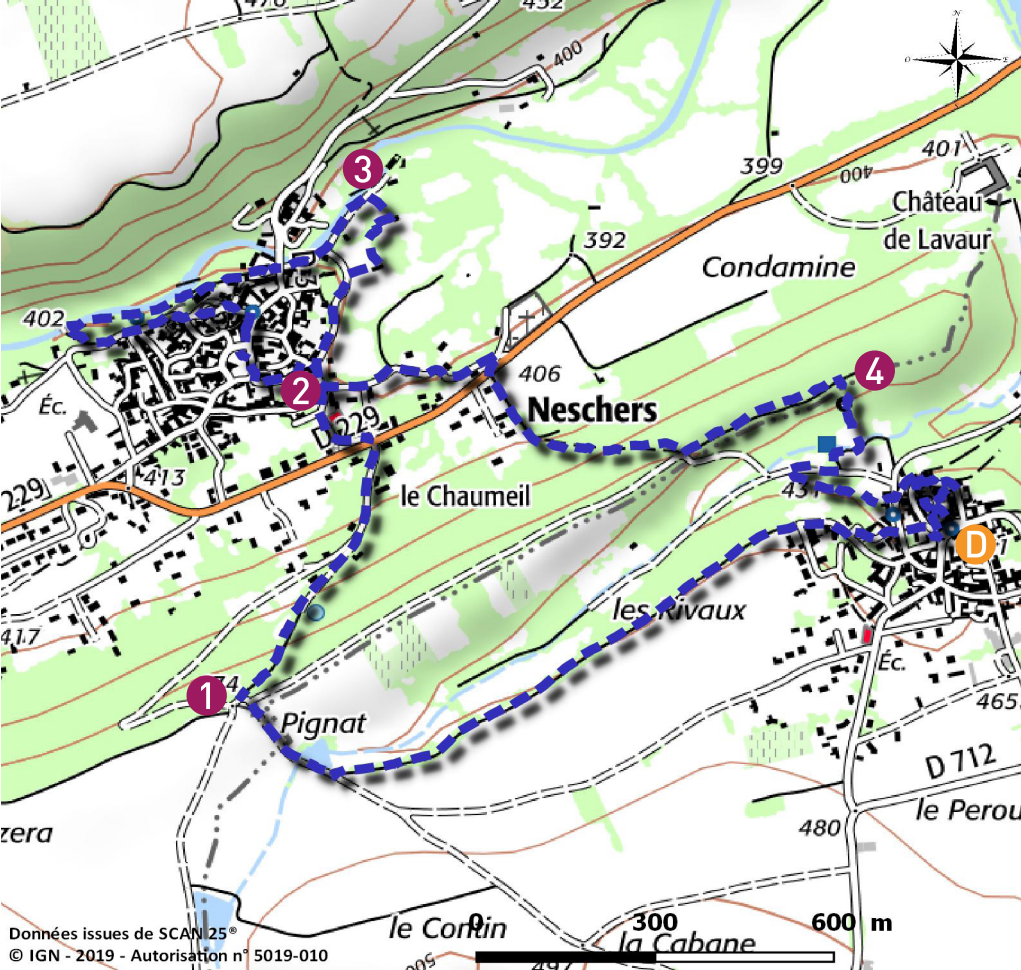 452
476
400
N
O
E
S
3
399
400
401
Château
de Lavaur
392
Condamine
402
406
4
2
Neschers
Éc.
D 229
413
229
le Chaumeil
D
417
les Rivaux
Éc.
1
Pignat
465
D 712
le Perou
480
zera
le Contin
0
300
600 m
la Cabane
497
500
Données issues de SCAN 25®
© IGN - 2019 - Autorisation n° 5019-010